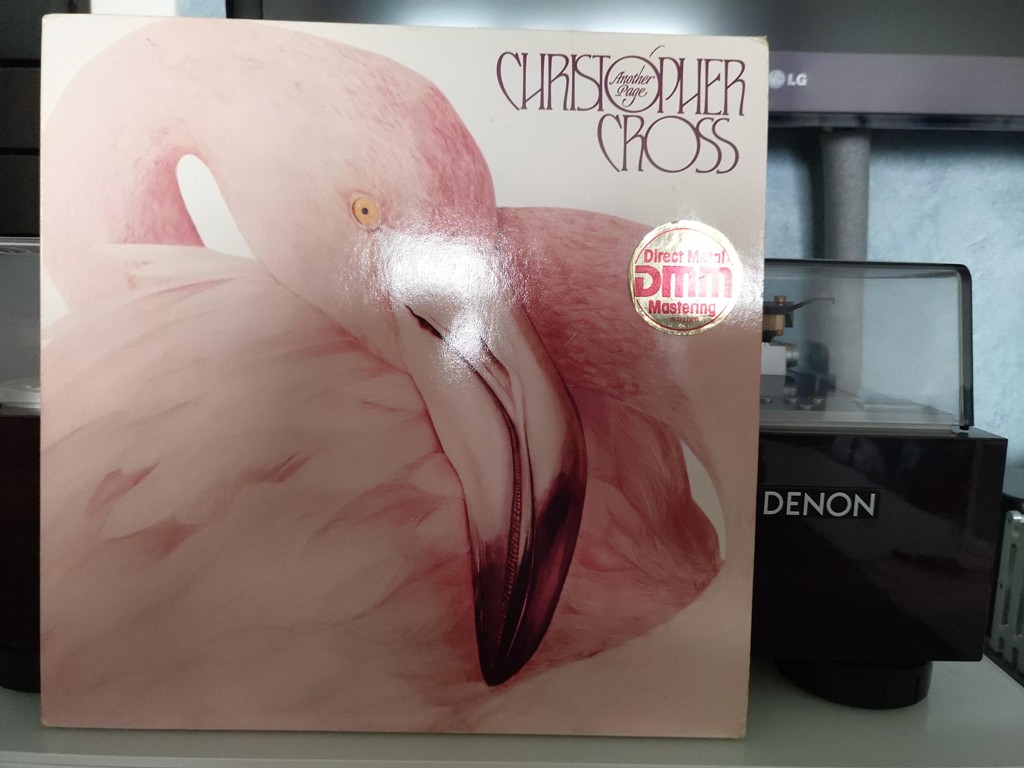 CHRISTOPHER
Another
Page
CROSS
LG
Direct Metal
DMM
Mastering
DENON